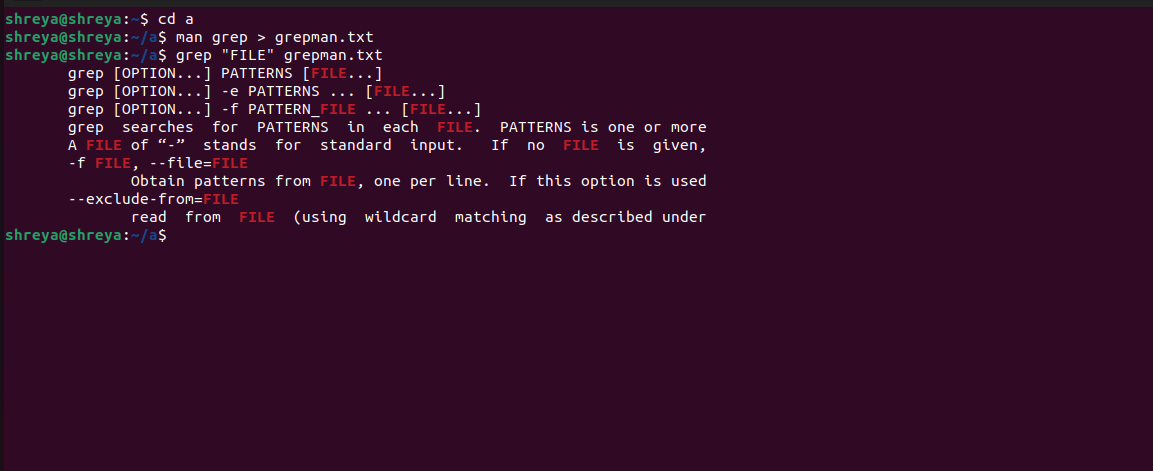 shreya@shreya:~$ cd a
shreya@shreya:~/a$ man grep > grepman.txt
shreya@shreya:~/a$ grep "FILE" grepman.txt
       grep [OPTION...] PATTERNS [FILE...]
       grep [OPTION...] -e PATTERNS ... [FILE...]
       grep [OPTION...] -f PATTERN_FILE ... [FILE...]
       grep  searches  for  PATTERNS  in  each  FILE.  PATTERNS is one or more
       A FILE of “-”  stands  for  standard  input.   If  no  FILE  is  given,
       -f FILE, --file=FILE
              Obtain patterns from FILE, one per line.  If this option is used
       --exclude-from=FILE
              read  from  FILE  (using  wildcard  matching  as described under
shreya@shreya:~/a$